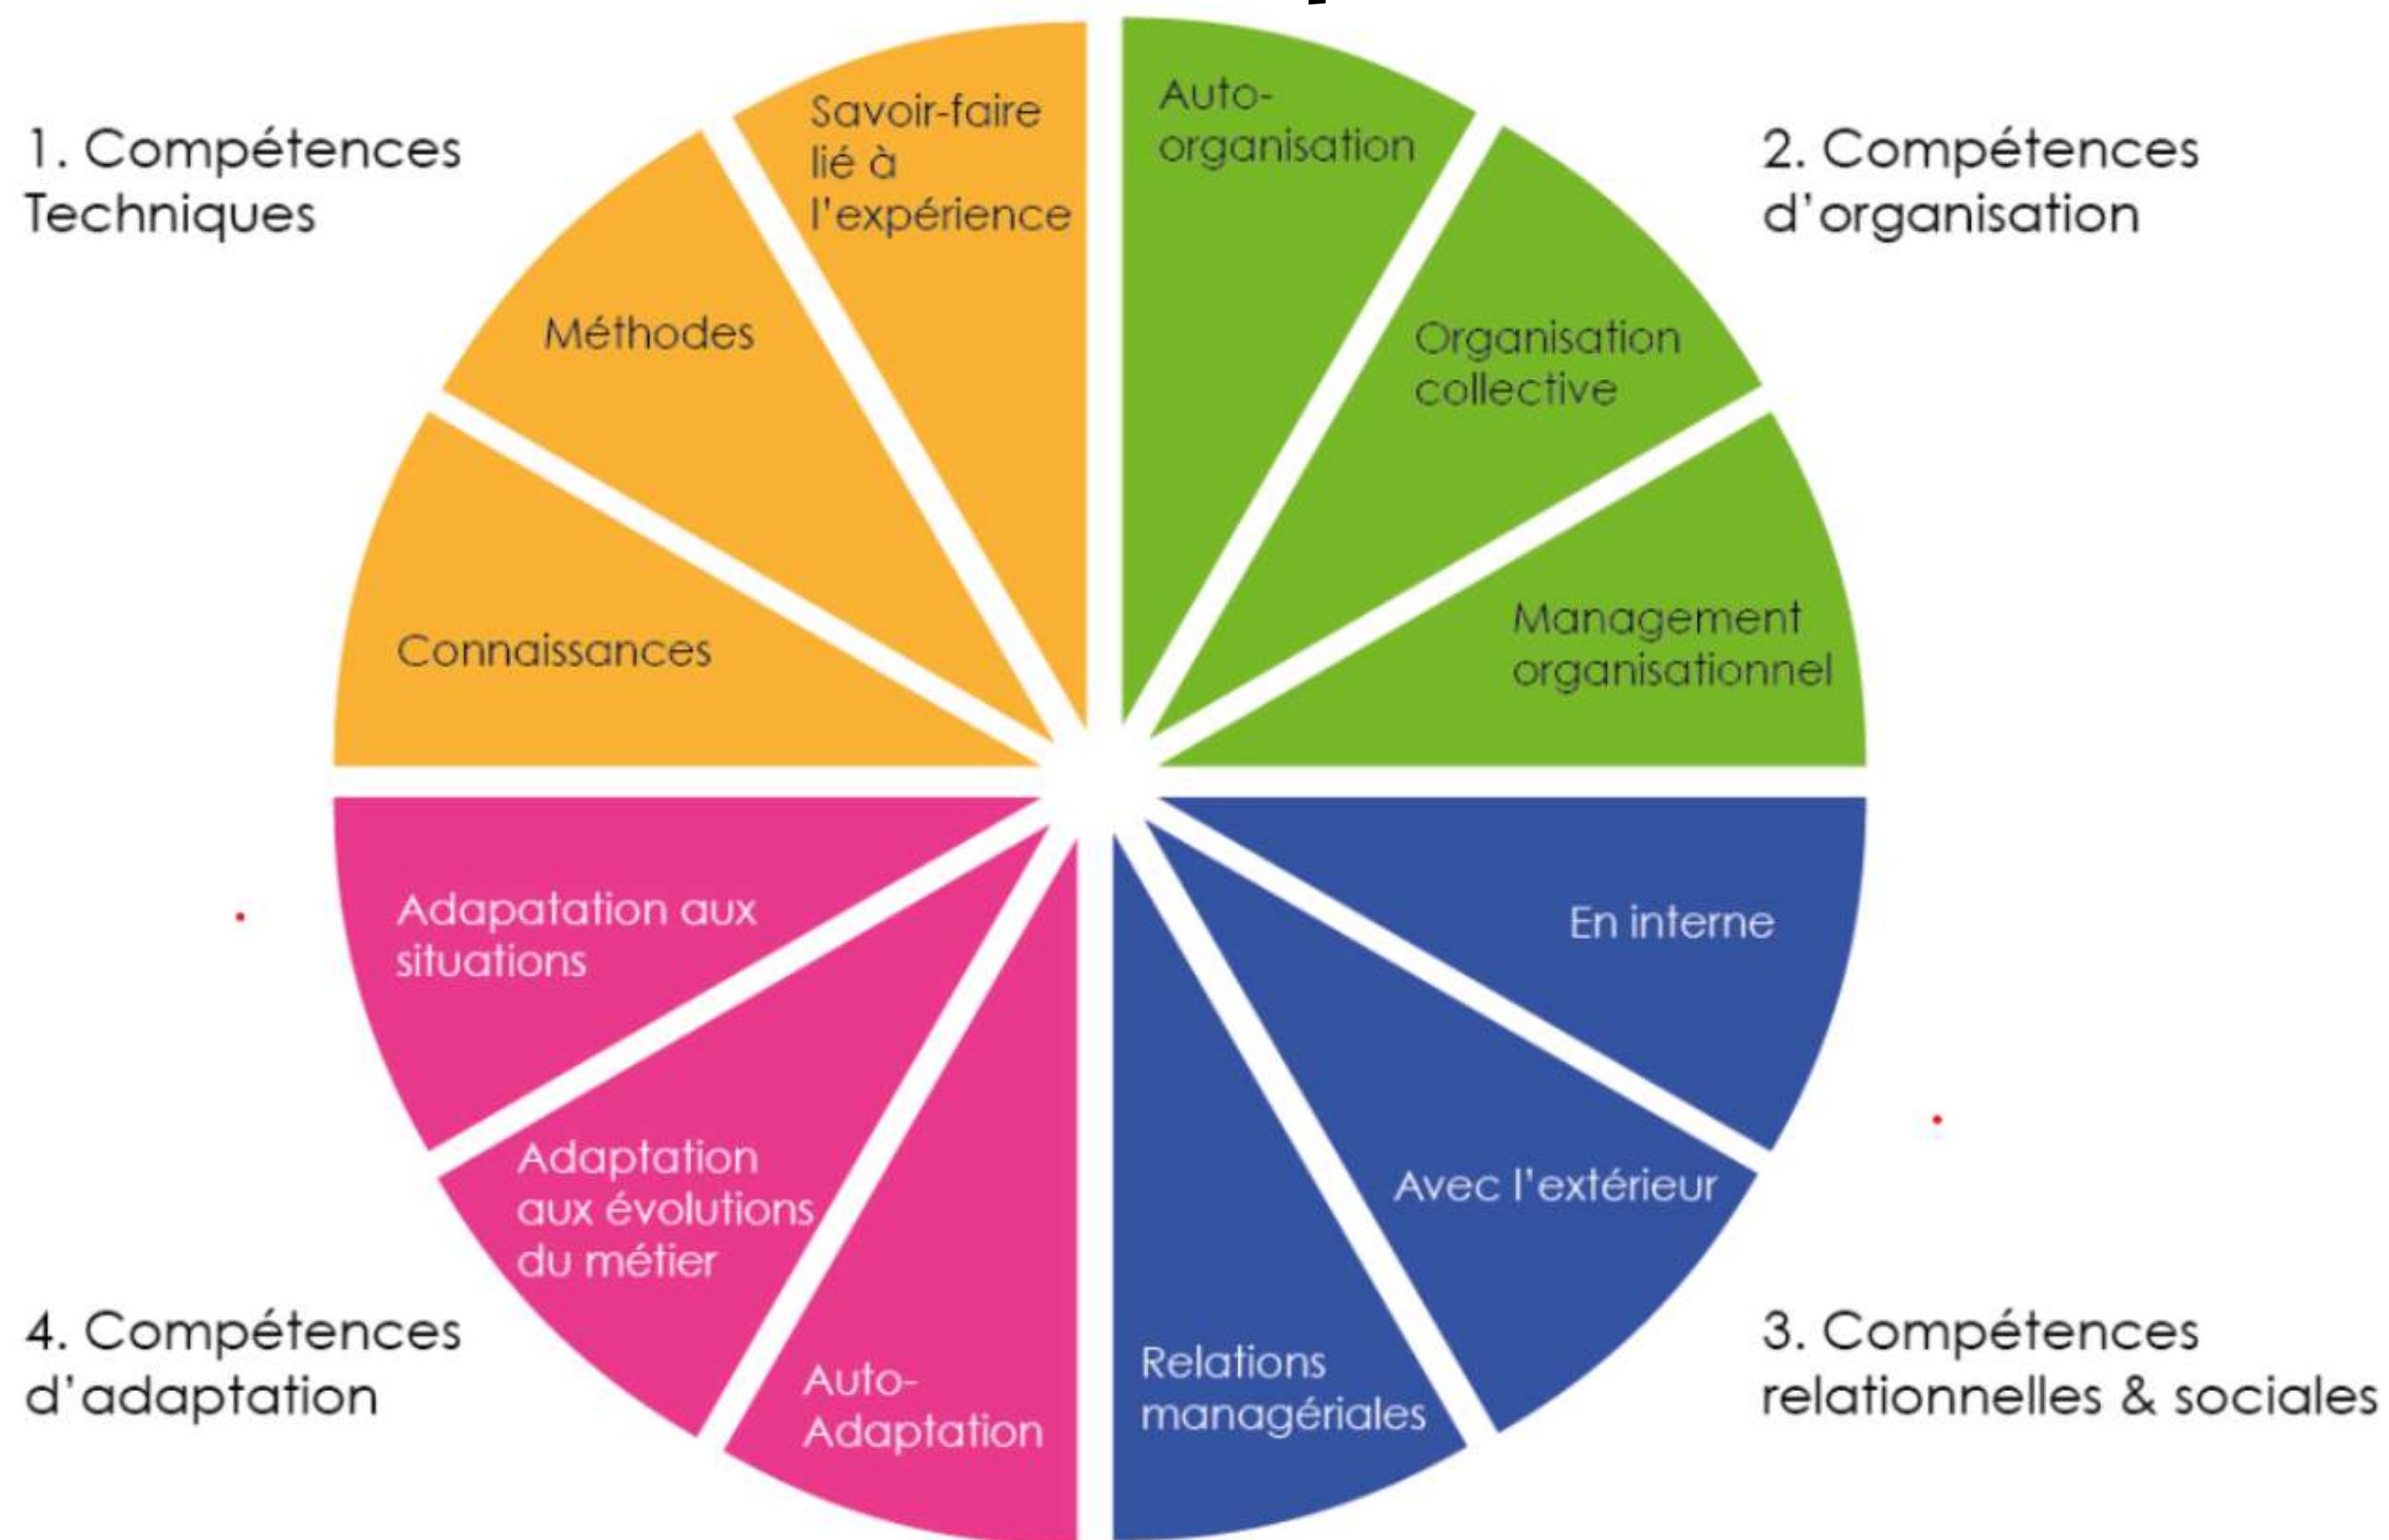 1. Compétences
Techniques
Savoir-faire
lié à
l'expérience
Méthodes
Connaissances
2. Compétences
d'organisation
Auto-
organisation
Organisation
collective
Management
organisationnel
3. Compétences
relationnelles & sociales
En interne
Avec l'extérieur
Relations
managériales
4. Compétences
d'adaptation
Adapatation aux
situations
Adaptation
aux évolutions
du métier
Auto-
Adaptation